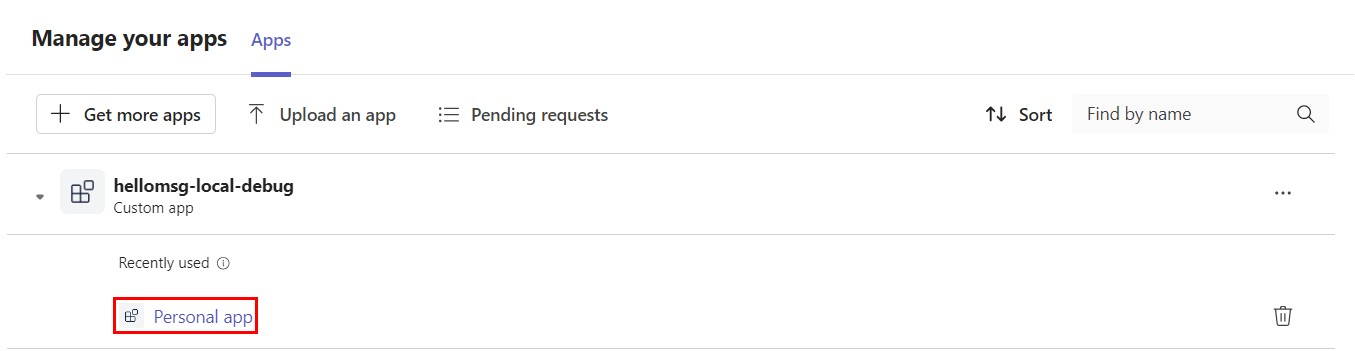 Manage your apps Apps
Get more apps Upload an app Pending requests Sort Find by name
hellomsg-local-debug
Custom app
Recently used
Personal app